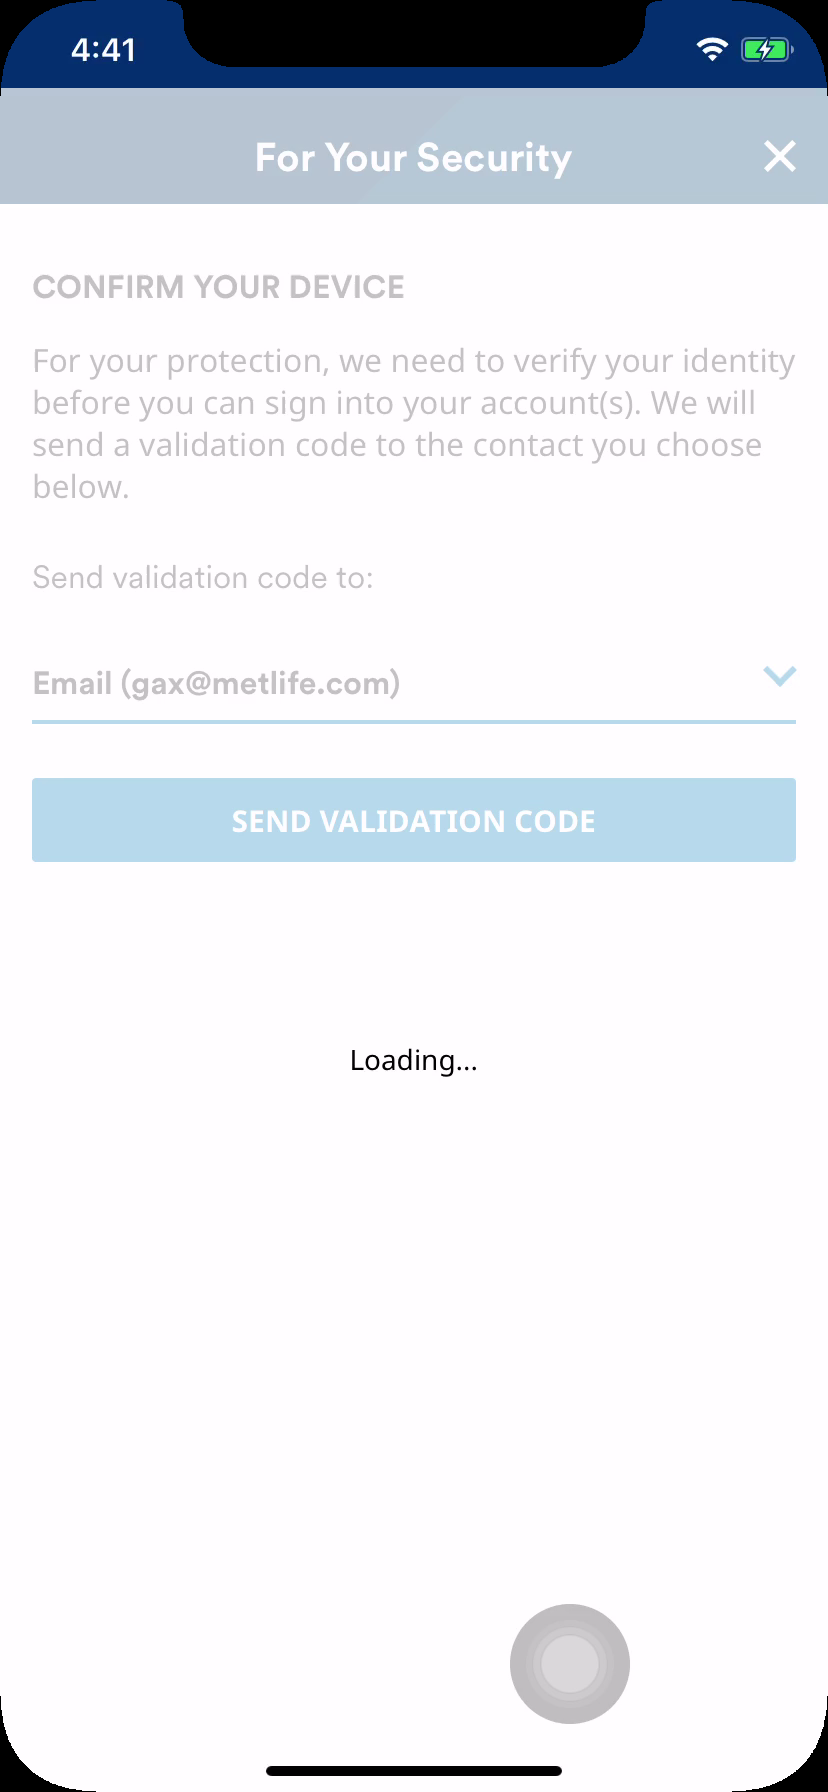 4:41
For Your Security
CONFIRM YOUR DEVICE
For your protection, we need to verify your identity
before you can sign into your account(s). We will
send a validation code to the contact you choose
below.
Send validation code to:
Email (gax@metlife.com)
SEND VALIDATION CODE
Loading...